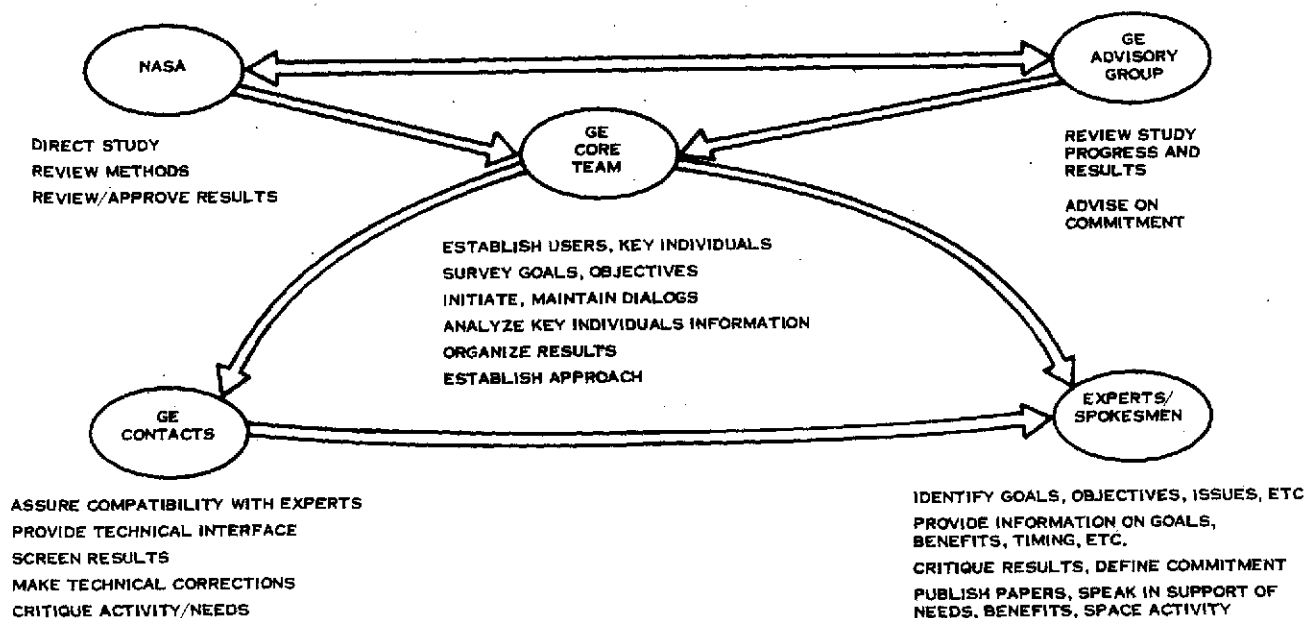 NASA
GE
ADVISORY
GROUP
DIRECT STUDY
REVIEW METHODS
REVIEW/APPROVE RESULTS
GE
CORE
TEAM
REVIEW STUDY
PROGRESS AND
RESULTS
ADVISE ON
COMMITMENT
ESTABLISH USERS, KEY INDIVIDUALS
SURVEY GOALS, OBJECTIVES
INITIATE, MAINTAIN DIALOGS
ANALYZE KEY INDIVIDUALS INFORMATION
ORGANIZE RESULTS
ESTABLISH APPROACH
GE
CONTACTS
EXPERTS/
SPOKESMEN
ASSURE COMPATIBILITY WITH EXPERTS
PROVIDE TECHNICAL INTERFACE
SCREEN RESULTS
MAKE TECHNICAL CORRECTIONS
CRITIQUE ACTIVITY/NEEDS
IDENTIFY GOALS, OBJECTIVES, ISSUES, ETC
PROVIDE INFORMATION ON GOALS,
BENEFITS, TIMING, ETC.
CRITIQUE RESULTS, DEFINE COMMITMENT
PUBLISH PAPERS, SPEAK IN SUPPORT OF
NEEDS, BENEFITS, SPACE ACTIVITY